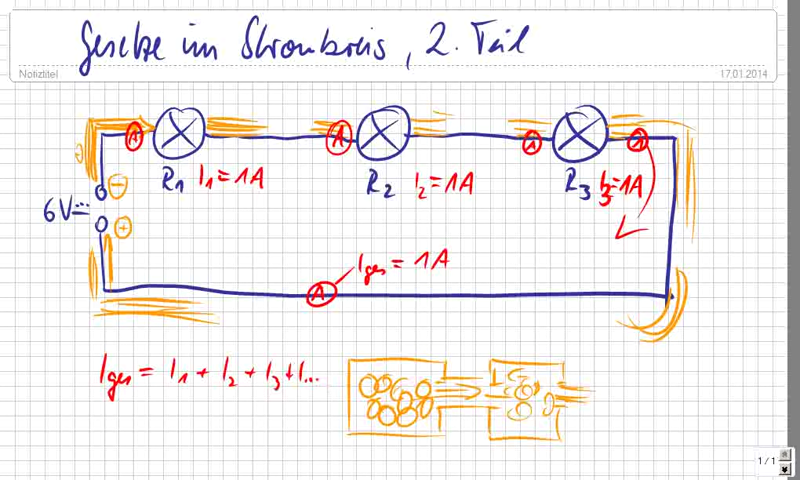 Gesetze im Stromkreis, 2. Teil
Notiztitel
17.01.2014
A
A
A
A
R1 I1 = 1A
R2 I2 = 1A
R3 I3 = 1A
−
6V
+
Iges = 1A
A
Iges = I1 + I2 + I3 + I...
1/1